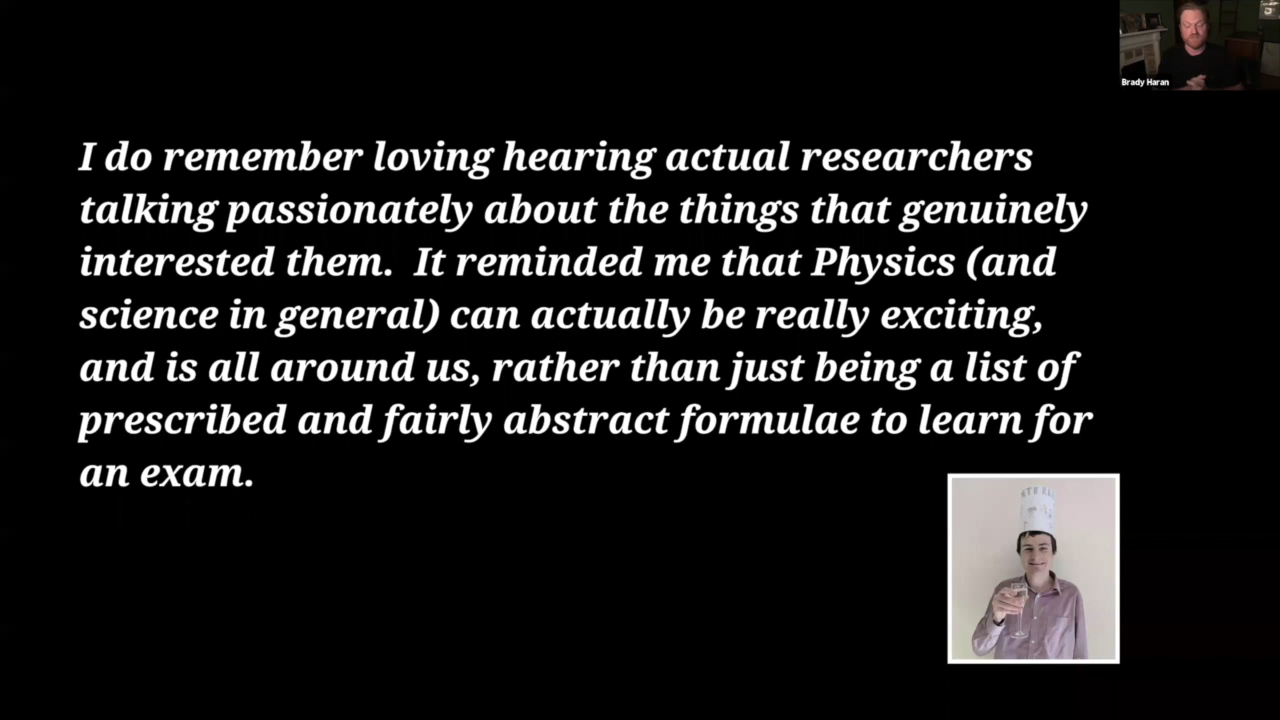 Brady Haran
I do remember loving hearing actual researchers
talking passionately about the things that genuinely
interested them.  It reminded me that Physics (and
science in general) can actually be really exciting,
and is all around us, rather than just being a list of
prescribed and fairly abstract formulae to learn for
an exam.